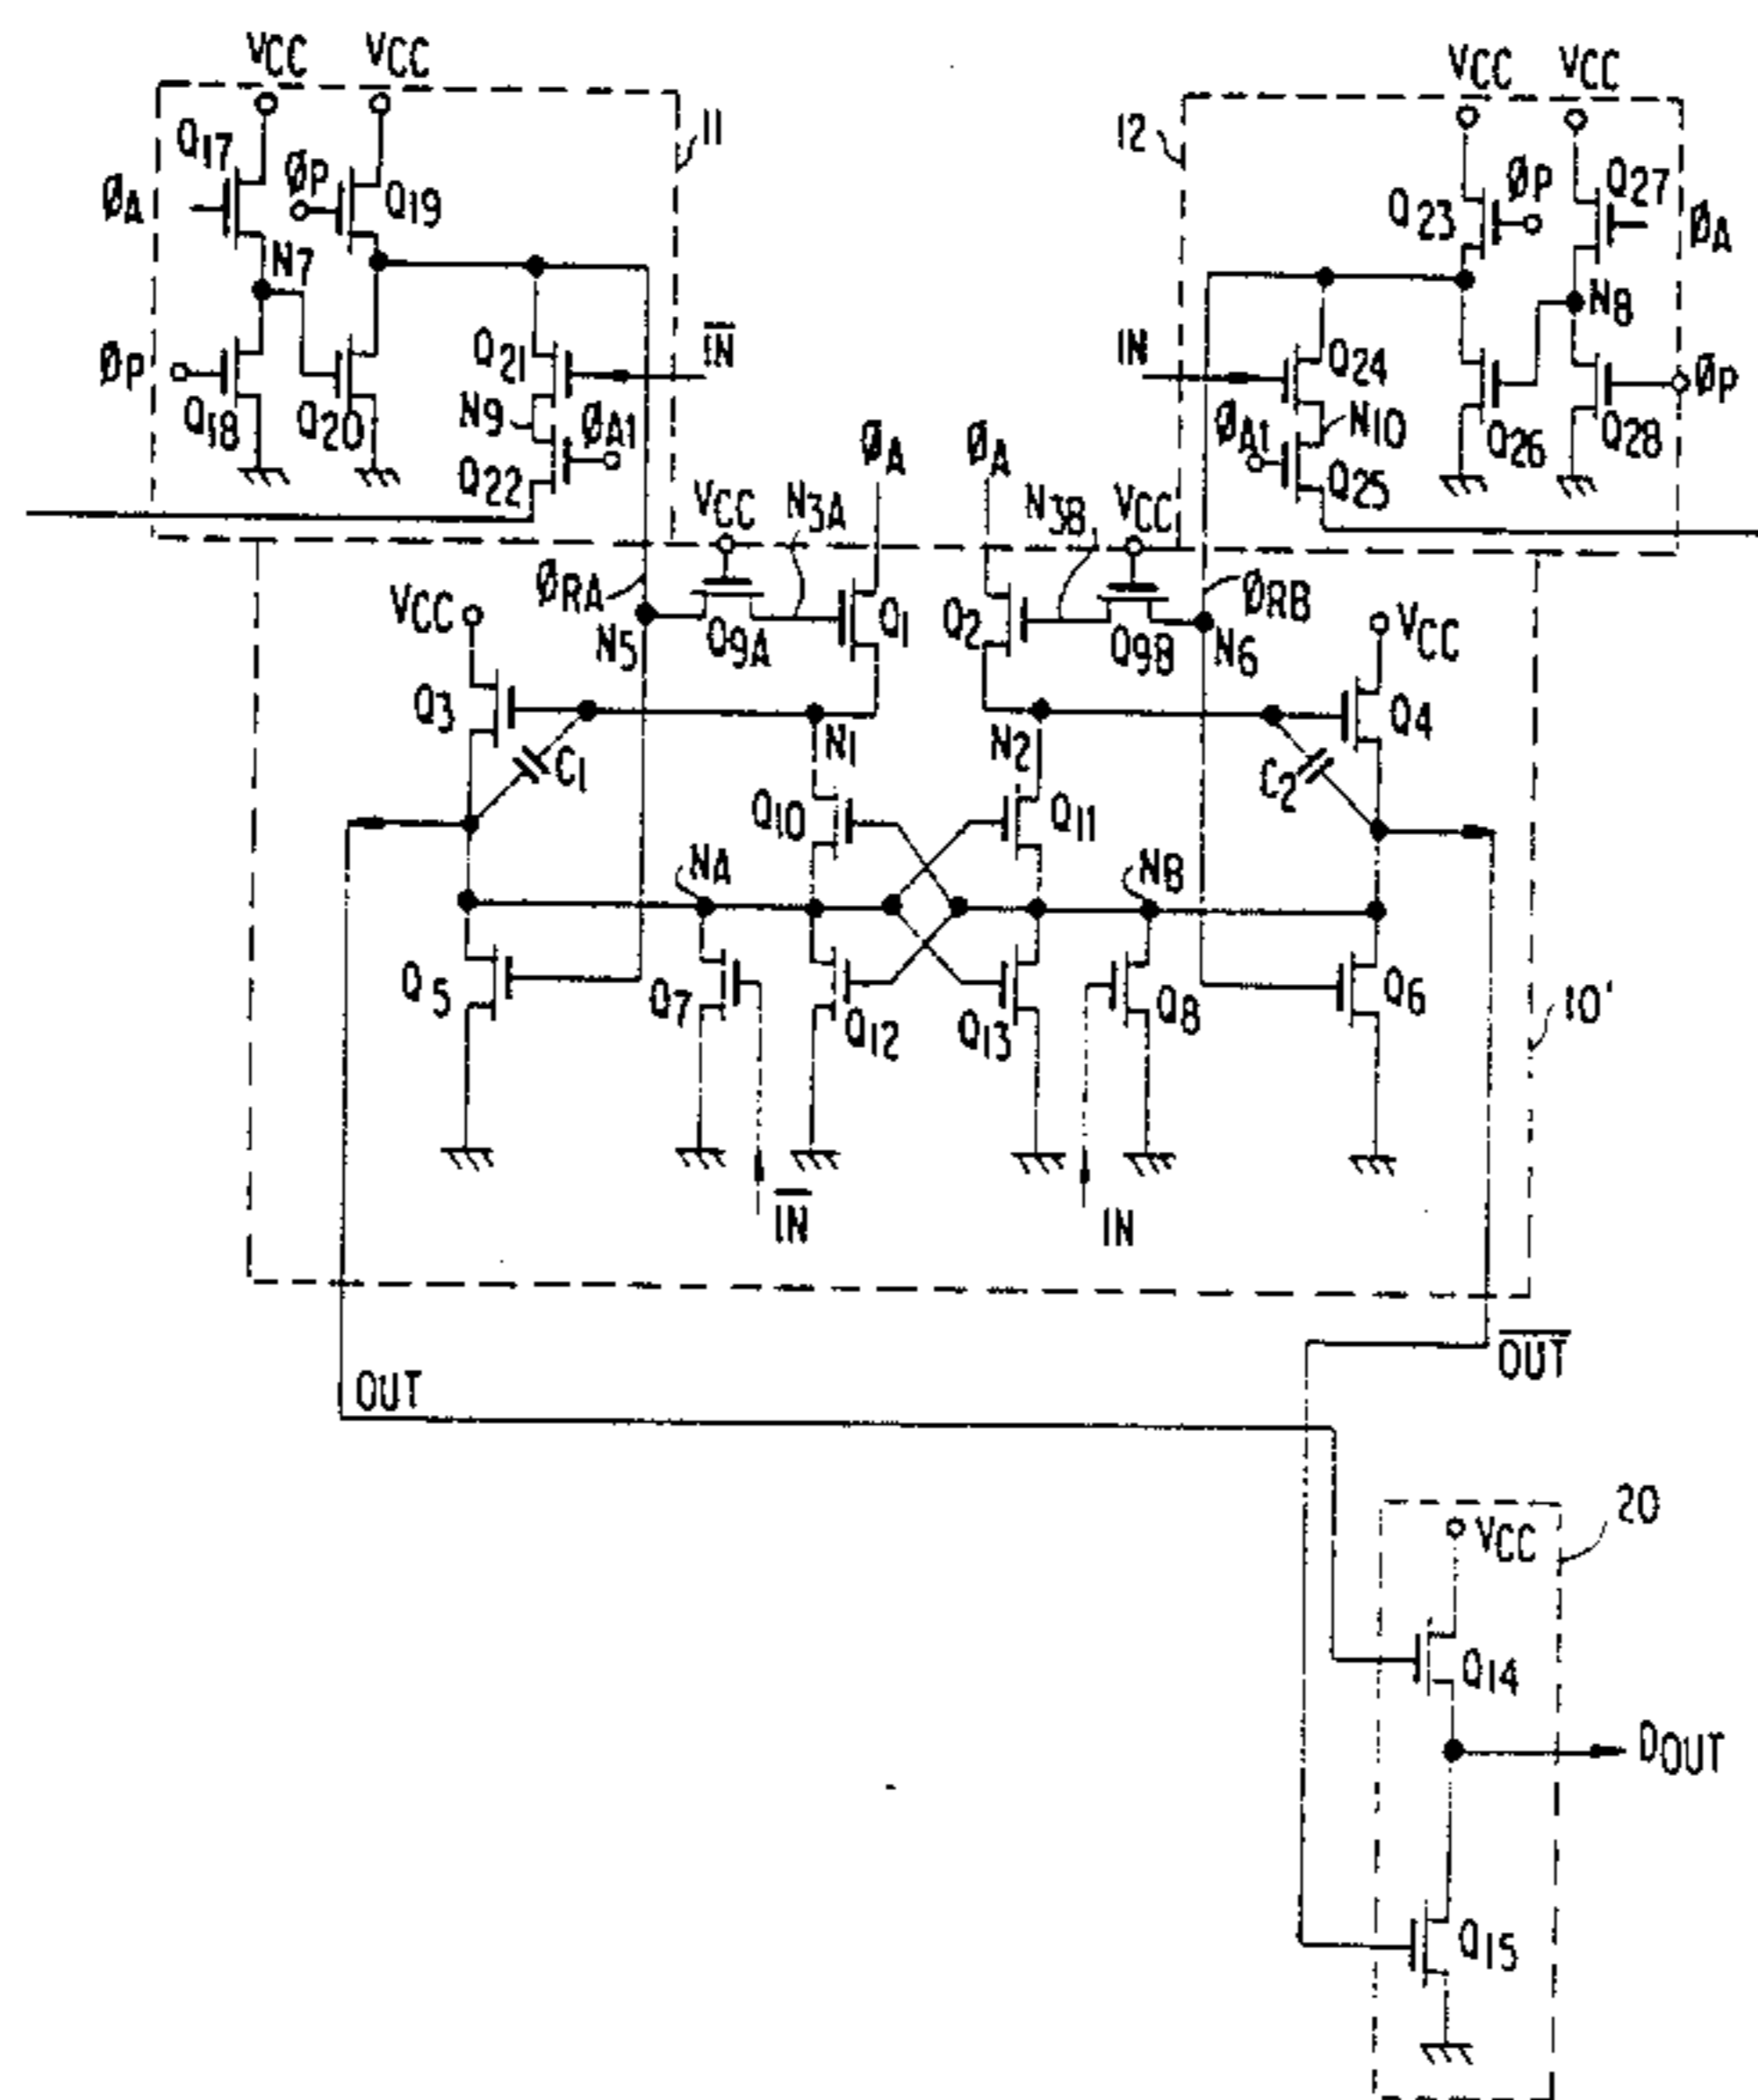 VCC VCC
VCC VCC
Q17
ØP
Q19
11
12
Q23
ØP
Q27
ØA
ØA
N7
N8
ØP
Q21
IN
IN
Q24
ØP
Q18
Q20
N9
ØA1
ØA
ØA
ØA1
N10
Q26
Q28
Q22
VCC
N3A
N3B
VCC
Q25
ØRA
ØRB
VCC
N5
Q9A
Q1
Q2
Q9B
N6
VCC
Q3
Q4
C1
N1
N2
C2
Q10
Q11
NA
NB
Q5
Q7
Q12
Q13
Q8
Q6
10'
IN
IN
OUT
OUT
20
VCC
Q14
DOUT
Q15